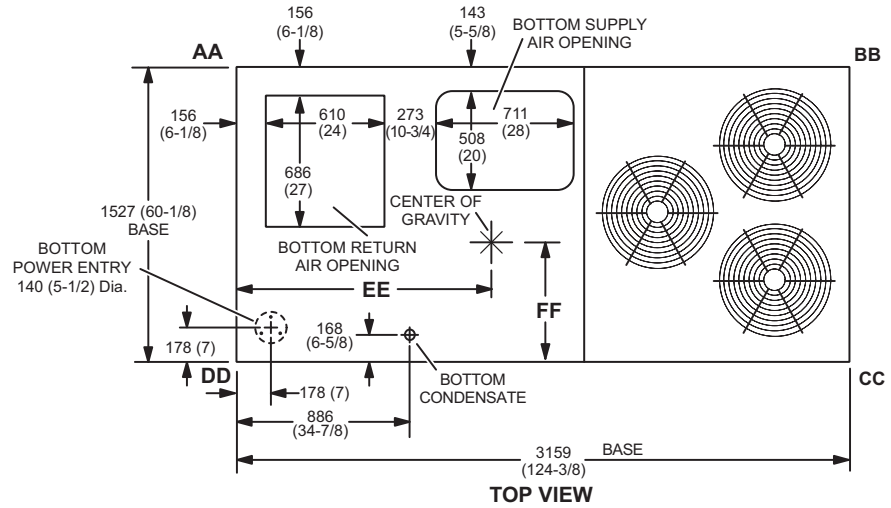 156
(6-1/8)
143
(5-5/8)
BOTTOM SUPPLY
AIR OPENING
AA
BB
156
(6-1/8)
610
(24)
273
(10-3/4)
711
(28)
508
(20)
686
(27)
CENTER OF
GRAVITY
1527 (60-1/8)
BASE
BOTTOM
POWER ENTRY
140 (5-1/2) Dia.
BOTTOM RETURN
AIR OPENING
EE
FF
168
(6-5/8)
178 (7)
DD
178 (7)
BOTTOM
CONDENSATE
CC
886
(34-7/8)
3159
(124-3/8)
BASE
TOP VIEW